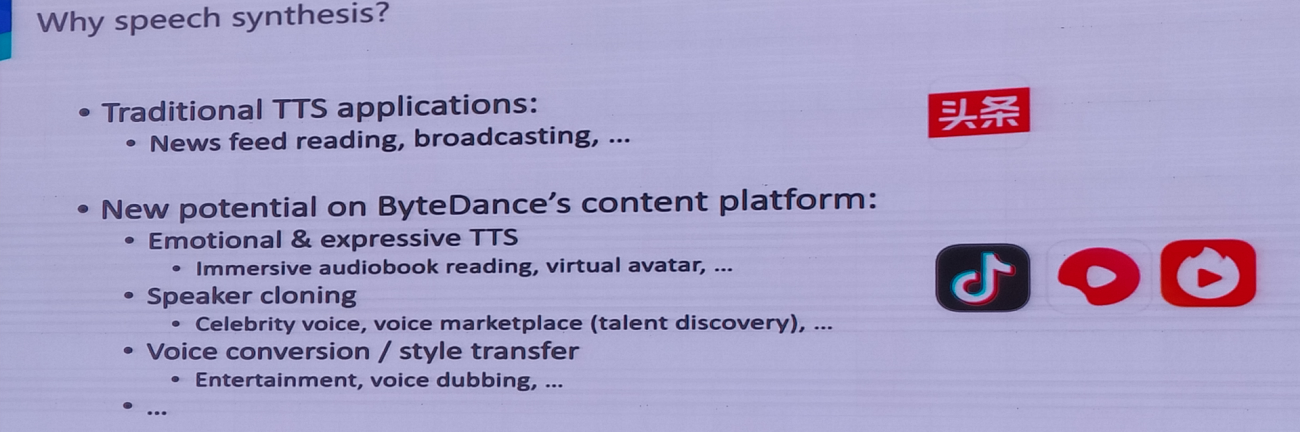 Why speech synthesis?
• Traditional TTS applications:
• News feed reading, broadcasting, ...
头条
• New potential on ByteDance's content platform:
• Emotional & expressive TTS
• Immersive audiobook reading, virtual avatar, ...
• Speaker cloning
• Celebrity voice, voice marketplace (talent discovery), ...
• Voice conversion / style transfer
• Entertainment, voice dubbing, ...
• ...